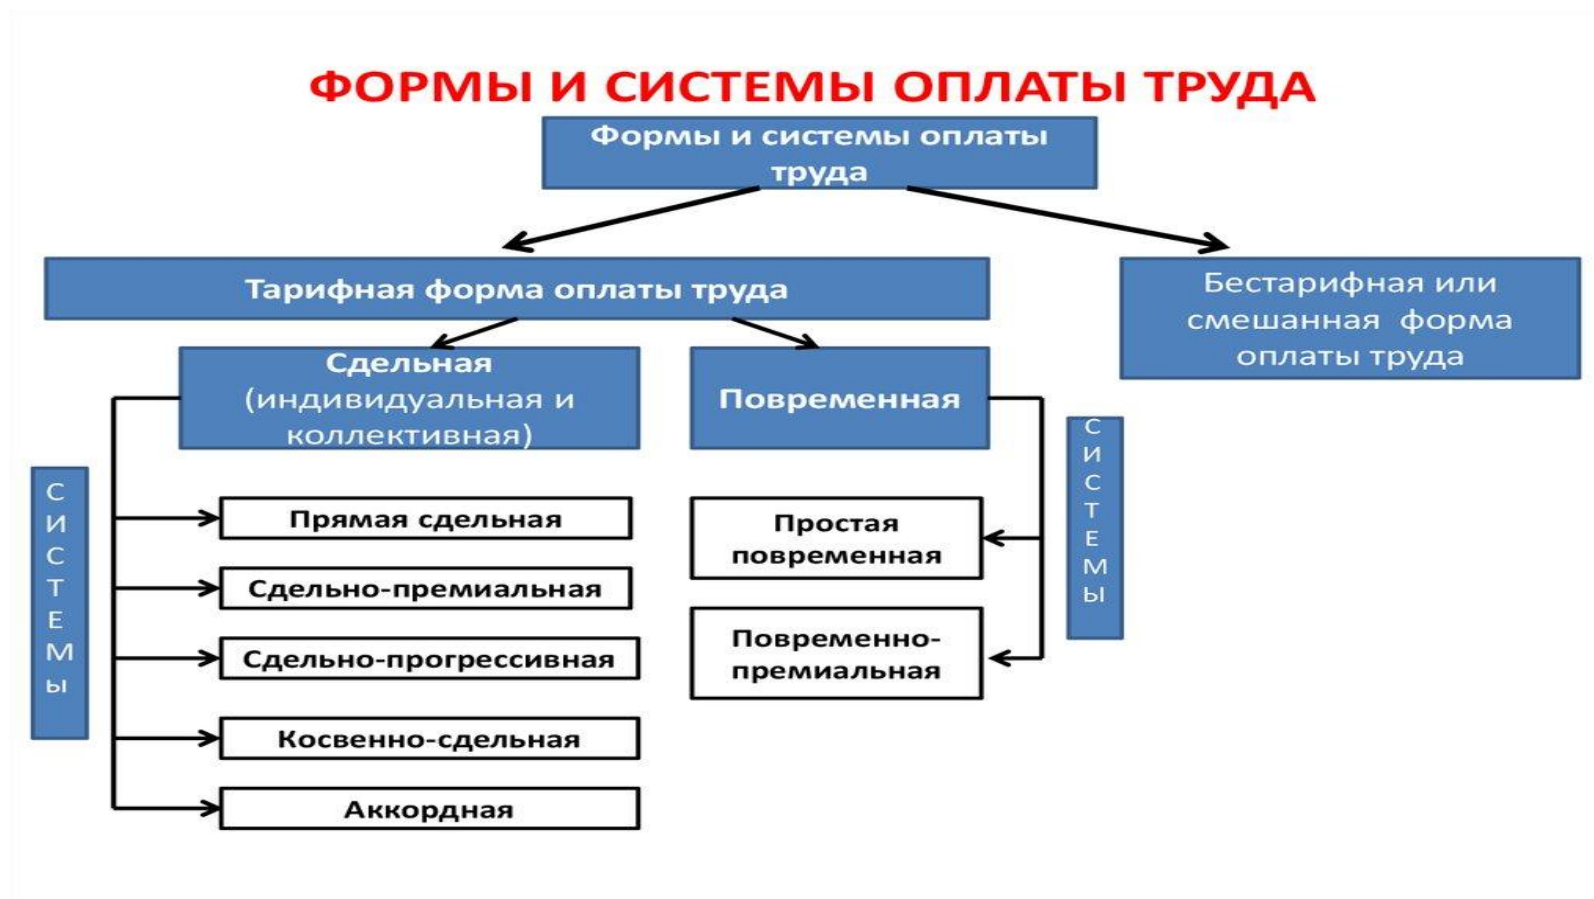 ФОРМЫ И СИСТЕМЫ ОПЛАТЫ ТРУДА
Формы и системы оплаты
труда
Тарифная форма оплаты труда
Бестарифная или
смешанная форма
оплаты труда
Сдельная
(индивидуальная и
коллективная)
Повременная
С
И
С
Т
Е
М
Ы
Прямая сдельная
Сдельно-премиальная
Сдельно-прогрессивная
Косвенно-сдельная
Аккордная
Простая
повременная
Повременно-
премиальная
С
И
С
Т
Е
М
Ы